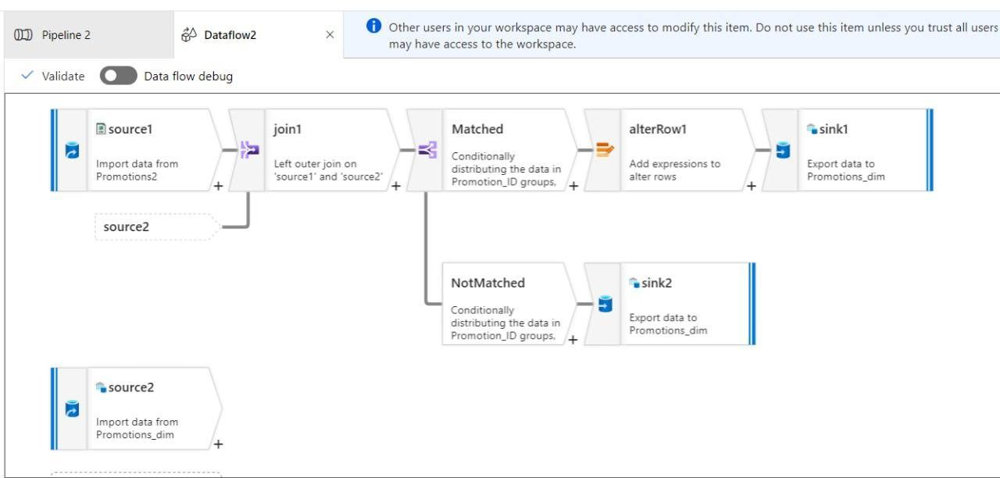 Pipeline 2
Dataflow2
Other users in your workspace may have access to modify this item. Do not use this item unless you trust all users
may have access to the workspace.
Validate
Data flow debug
source1
Import data from
Promotions2
+
join1
Left outer join on
'source1' and 'source2'
+
Matched
Conditionally
distributing the data in
Promotion_ID groups,
+
alterRow1
Add expressions to
alter rows
+
sink1
Export data to
Promotions_dim
source2
NotMatched
Conditionally
distributing the data in
Promotion_ID groups,
+
sink2
Export data to
Promotions_dim
source2
Import data from
Promotions_dim
+